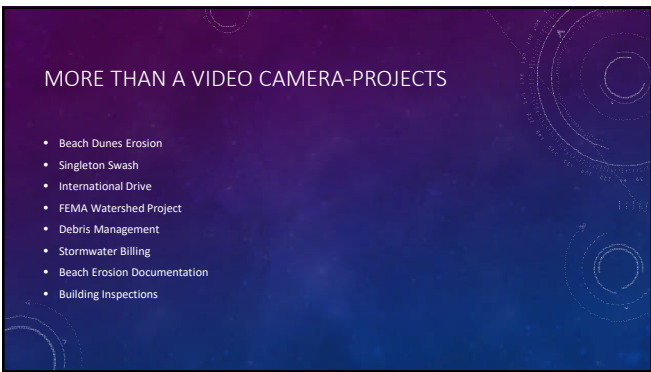 MORE THAN A VIDEO CAMERA-PROJECTS
• Beach Dunes Erosion
• Singleton Swash
• International Drive
• FEMA Watershed Project
• Debris Management
• Stormwater Billing
• Beach Erosion Documentation
• Building Inspections